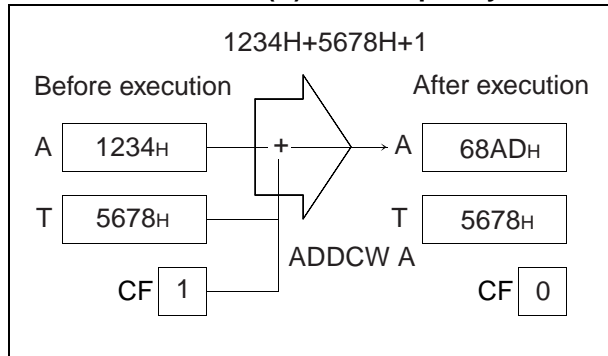 1234H+5678H+1
Before execution After execution
A 1234H + A 68ADH
T 5678H T 5678H
ADDCW A
CF 1 CF 0